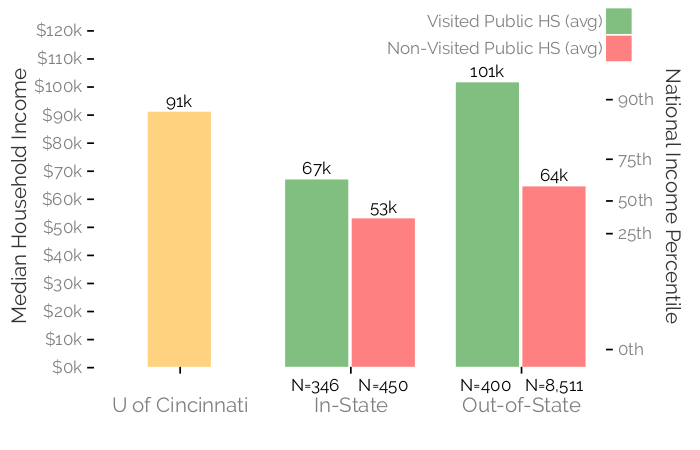 Visited Public HS (avg)
Non-Visited Public HS (avg)
Median Household Income
$120k
$110k
$100k
$90k
$80k
$70k
$60k
$50k
$40k
$30k
$20k
$10k
$0k
91k
67k
53k
101k
64k
90th
75th
50th
25th
0th
National Income Percentile
N=346 N=450 N=400 N=8,511
U of Cincinnati In-State Out-of-State